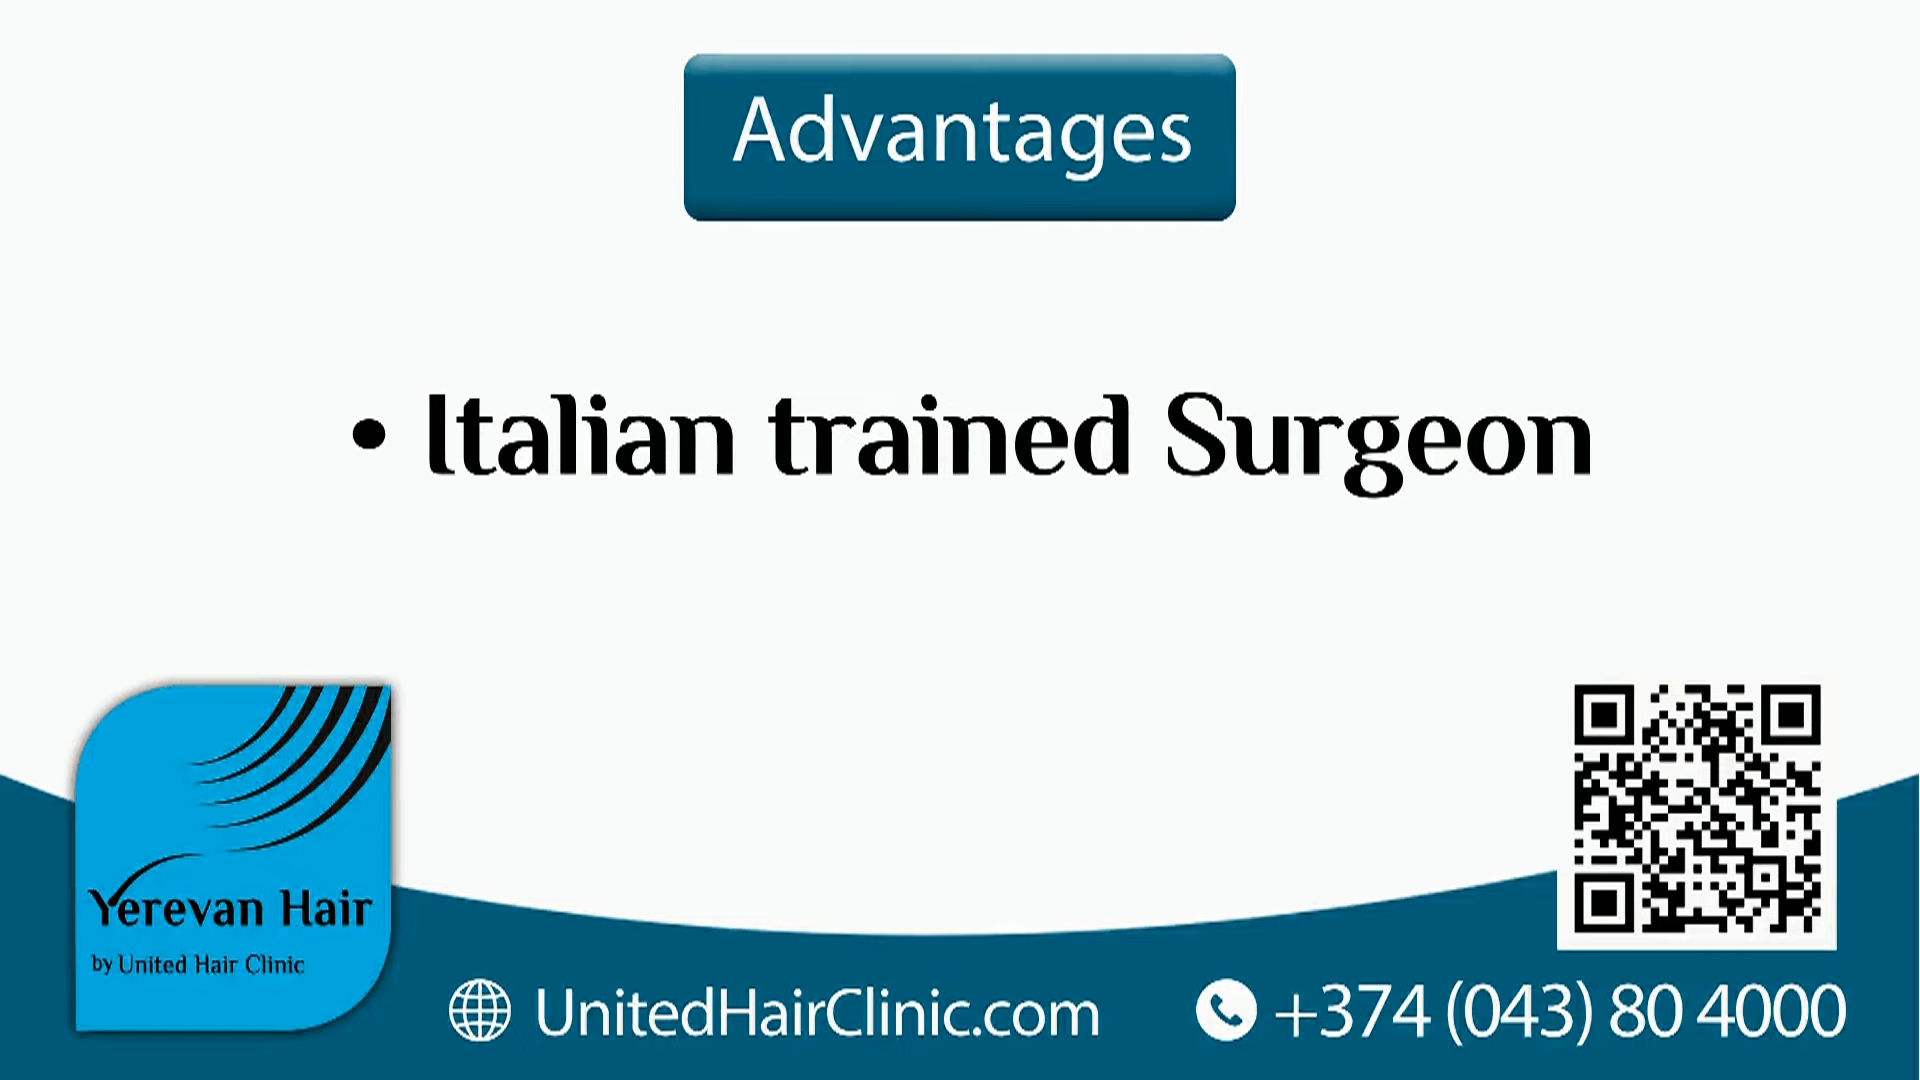 Advantages
• Italian trained Surgeon
Yerevan Hair
by United Hair Clinic
UnitedHairClinic.com
+374 (043) 80 4000